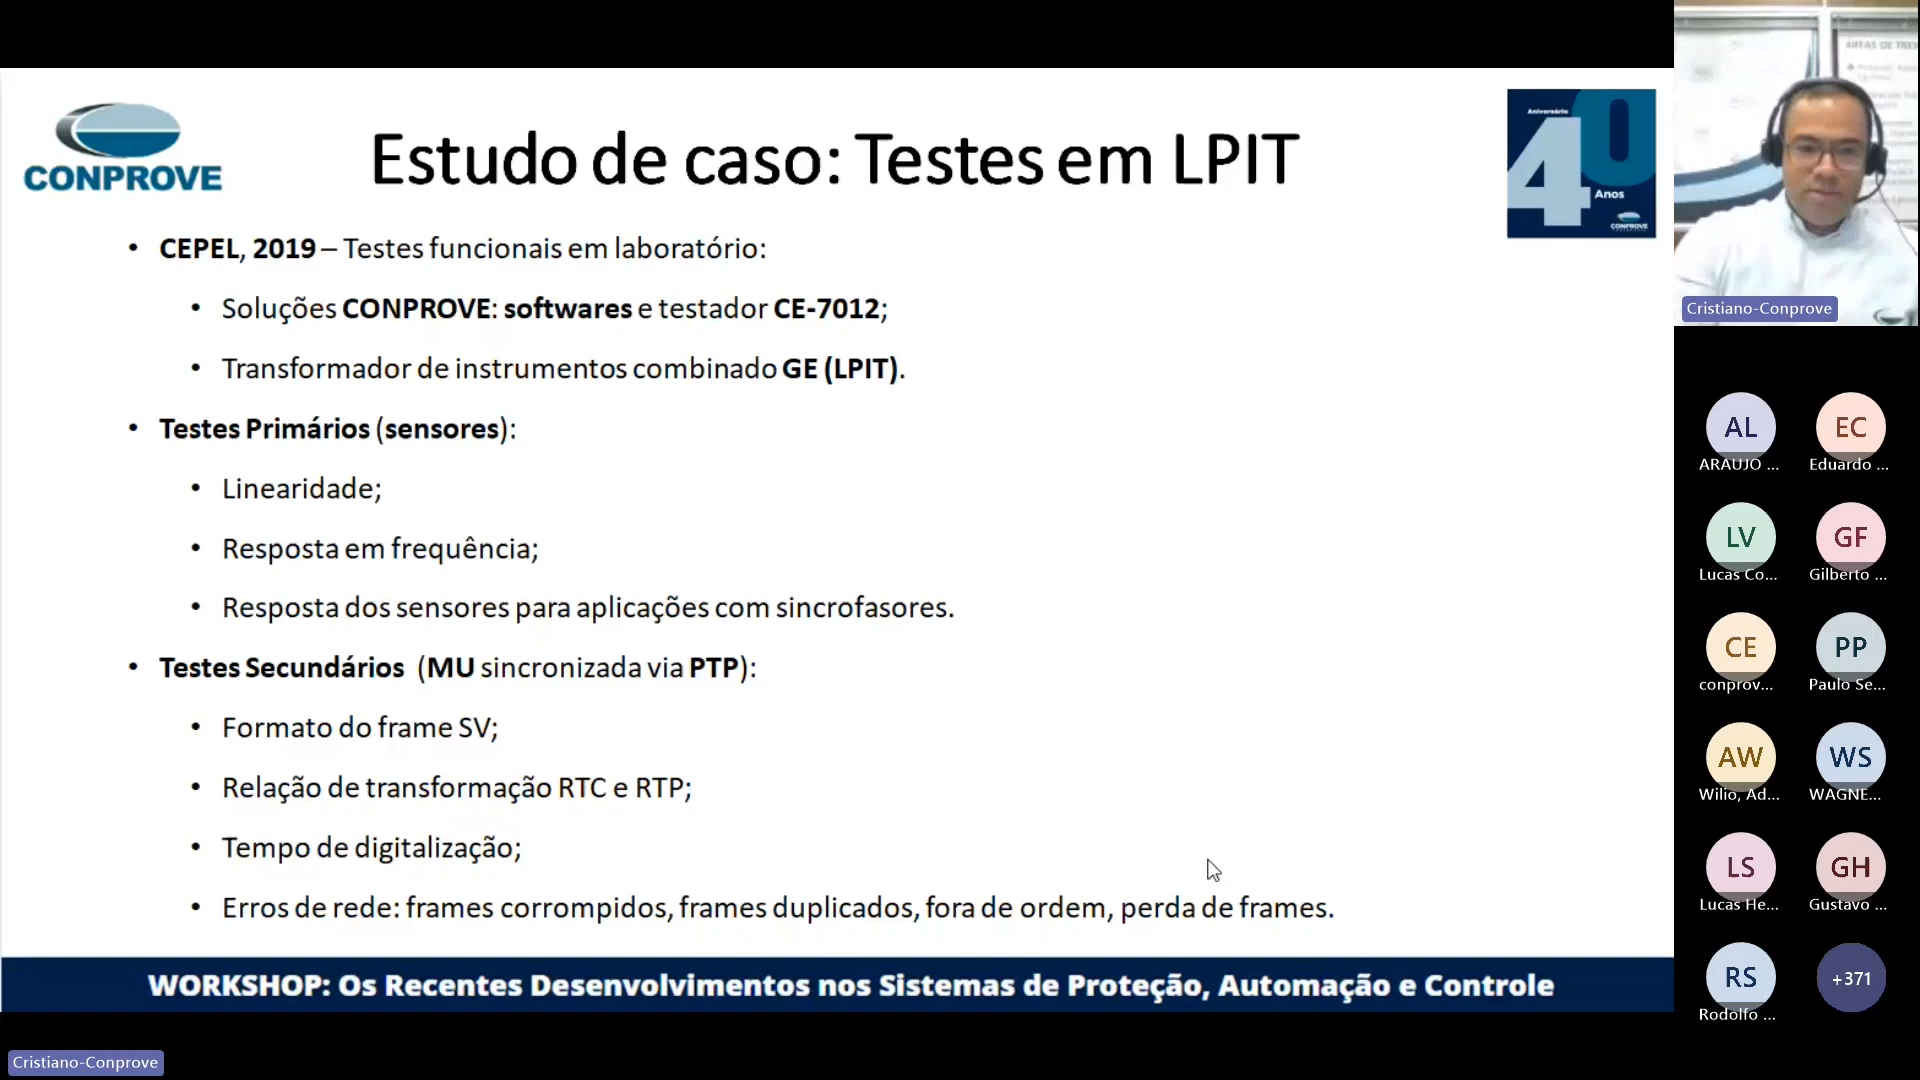 CONPROVE
Estudo de caso: Testes em LPIT
Aniversário
40
Anos
CONPROVE
• CEPEL, 2019 – Testes funcionais em laboratório:
• Soluções CONPROVE: softwares e testador CE-7012;
• Transformador de instrumentos combinado GE (LPIT).
• Testes Primários (sensores):
• Linearidade;
• Resposta em frequência;
• Resposta dos sensores para aplicações com sincrofasores.
• Testes Secundários (MU sincronizada via PTP):
• Formato do frame SV;
• Relação de transformação RTC e RTP;
• Tempo de digitalização;
• Erros de rede: frames corrompidos, frames duplicados, fora de ordem, perda de frames.
WORKSHOP: Os Recentes Desenvolvimentos nos Sistemas de Proteção, Automação e Controle
Cristiano-Conprove
Cristiano-Conprove
AL
ARAUJO ...
EC
Eduardo ...
LV
Lucas Co...
GF
Gilberto ...
CE
conprov...
PP
Paulo Se...
AW
Wilio, Ad...
WS
WAGNE...
LS
Lucas He...
GH
Gustavo ...
RS
Rodolfo ...
+371